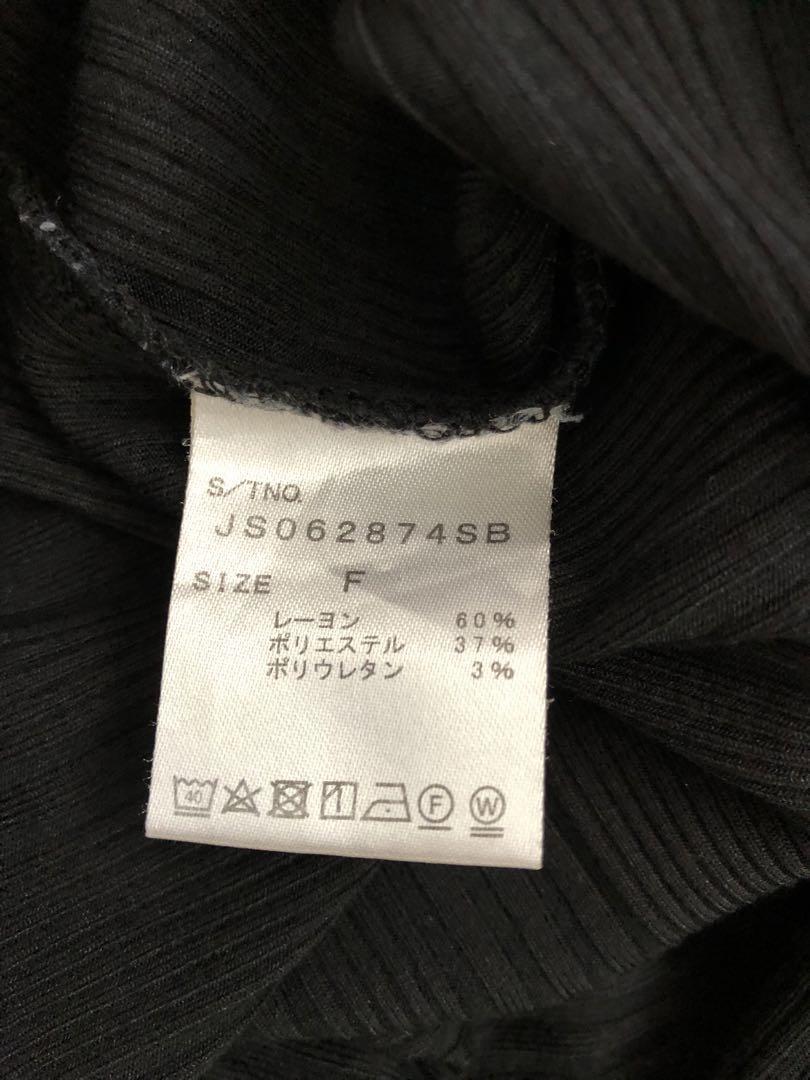 S/TNO.
JS062874SB
SIZE F
レーヨン 60%
ポリエステル 37%
ポリウレタン 3%
40 F W